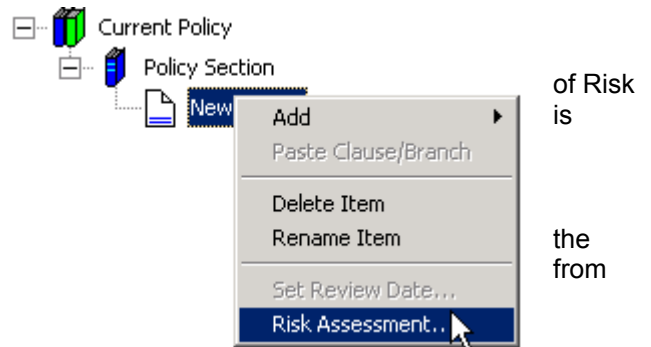 Current Policy
Policy Section
of Risk
New
Add
is
Paste Clause/Branch
Delete Item
Rename Item
the
from
Set Review Date...
Risk Assessment...